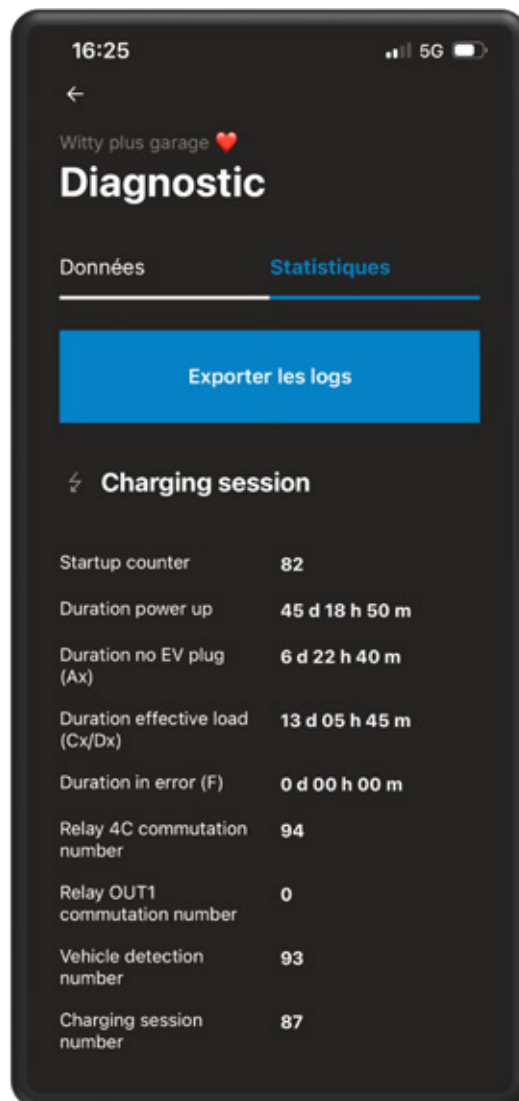 16:25
5G
Witty plus garage ❤️
Diagnostic
Données Statistiques
Exporter les logs
Charging session
Startup counter 82
Duration power up 45 d 18 h 50 m
Duration no EV plug 6 d 22 h 40 m
(Ax)
Duration effective load 13 d 05 h 45 m
(Cx/Dx)
Duration in error (F) 0 d 00 h 00 m
Relay 4C commutation 94
number
Relay OUT1 0
commutation number
Vehicle detection 93
number
Charging session 87
number